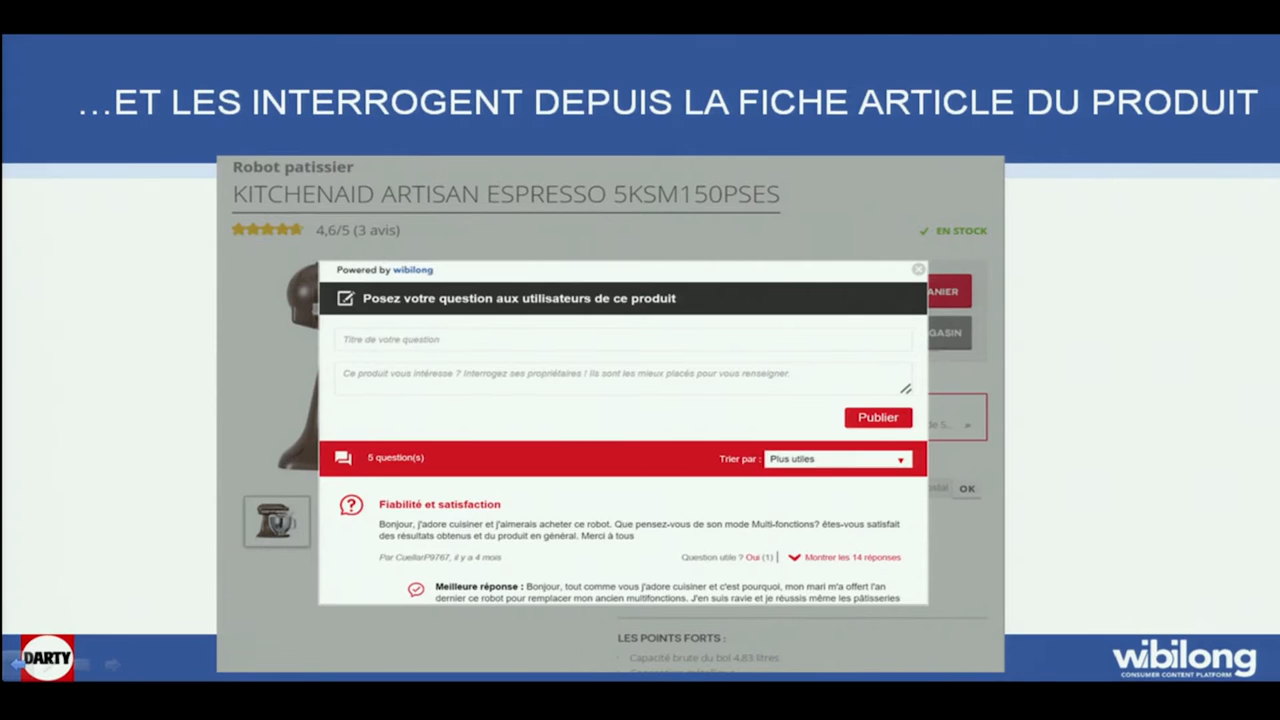 ...ET LES INTERROGENT DEPUIS LA FICHE ARTICLE DU PRODUIT
Robot patissier
KITCHENAID ARTISAN ESPRESSO 5KSM150PSES
4,6/5 (3 avis)
✓ EN STOCK
Powered by wibilong
ANIER
Posez votre question aux utilisateurs de ce produit
GASIN
Titre de votre question
Ce produit vous intéresse ? Interrogez ses propriétaires ! Ils sont les mieux placés pour vous renseigner.
Publier
de 5... »
5 question(s)
Trier par : Plus utiles
OK
Fiabilité et satisfaction
Bonjour, j'adore cuisiner et j'aimerais acheter ce robot. Que pensez-vous de son mode Multi-fonctions? êtes-vous satisfait
des résultats obtenus et du produit en général. Merci à tous
Par CuellarP9767, il y a 4 mois
Question utile ? Oui (1) | Montrer les 14 réponses
Meilleure réponse : Bonjour, tout comme vous j'adore cuisiner et c'est pourquoi, mon mari m'a offert l'an
dernier ce robot pour remplacer mon ancien multifonctions. J'en suis ravie et je réussis même les pâtisseries
LES POINTS FORTS :
Capacité brute du bol 4.83 litres
DARTY
wibilong
CONSUMER CONTENT PLATFORM